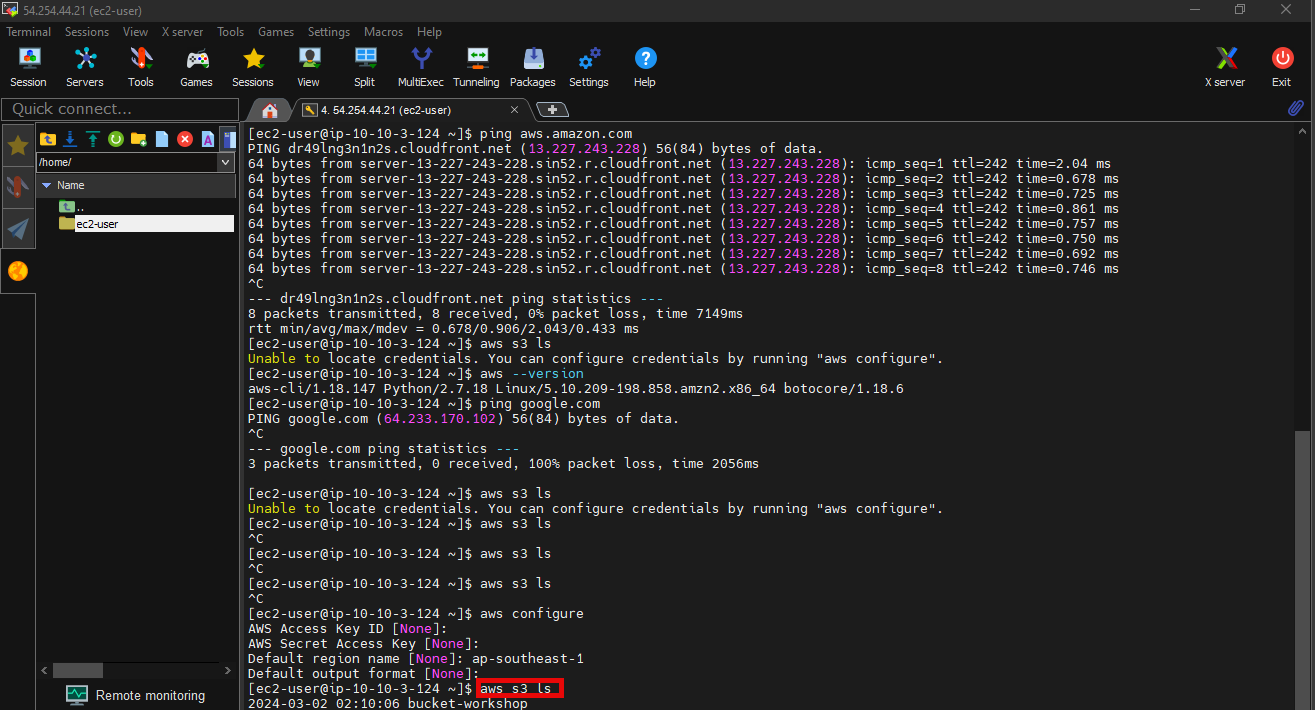 54.254.44.21 (ec2-user)
Terminal Sessions View X server Tools Games Settings Macros Help
Session Servers Tools Games Sessions View Split MultiExec Tunneling Packages Settings Help X server Exit
Quick connect...
4. 54.254.44.21 (ec2-user)
/home/
Name
..
ec2-user
Remote monitoring
[ec2-user@ip-10-10-3-124 ~]$ ping aws.amazon.com
PING dr49lng3n1n2s.cloudfront.net (13.227.243.228) 56(84) bytes of data.
64 bytes from server-13-227-243-228.sin52.r.cloudfront.net (13.227.243.228): icmp_seq=1 ttl=242 time=2.04 ms
64 bytes from server-13-227-243-228.sin52.r.cloudfront.net (13.227.243.228): icmp_seq=2 ttl=242 time=0.678 ms
64 bytes from server-13-227-243-228.sin52.r.cloudfront.net (13.227.243.228): icmp_seq=3 ttl=242 time=0.725 ms
64 bytes from server-13-227-243-228.sin52.r.cloudfront.net (13.227.243.228): icmp_seq=4 ttl=242 time=0.861 ms
64 bytes from server-13-227-243-228.sin52.r.cloudfront.net (13.227.243.228): icmp_seq=5 ttl=242 time=0.757 ms
64 bytes from server-13-227-243-228.sin52.r.cloudfront.net (13.227.243.228): icmp_seq=6 ttl=242 time=0.750 ms
64 bytes from server-13-227-243-228.sin52.r.cloudfront.net (13.227.243.228): icmp_seq=7 ttl=242 time=0.692 ms
64 bytes from server-13-227-243-228.sin52.r.cloudfront.net (13.227.243.228): icmp_seq=8 ttl=242 time=0.746 ms
^C
--- dr49lng3n1n2s.cloudfront.net ping statistics ---
8 packets transmitted, 8 received, 0% packet loss, time 7149ms
rtt min/avg/max/mdev = 0.678/0.906/2.043/0.433 ms
[ec2-user@ip-10-10-3-124 ~]$ aws s3 ls
Unable to locate credentials. You can configure credentials by running "aws configure".
[ec2-user@ip-10-10-3-124 ~]$ aws --version
aws-cli/1.18.147 Python/2.7.18 Linux/5.10.209-198.858.amzn2.x86_64 botocore/1.18.6
[ec2-user@ip-10-10-3-124 ~]$ ping google.com
PING google.com (64.233.170.102) 56(84) bytes of data.
^C
--- google.com ping statistics ---
3 packets transmitted, 0 received, 100% packet loss, time 2056ms
[ec2-user@ip-10-10-3-124 ~]$ aws s3 ls
Unable to locate credentials. You can configure credentials by running "aws configure".
[ec2-user@ip-10-10-3-124 ~]$ aws s3 ls
^C
[ec2-user@ip-10-10-3-124 ~]$ aws s3 ls
^C
[ec2-user@ip-10-10-3-124 ~]$ aws s3 ls
^C
[ec2-user@ip-10-10-3-124 ~]$ aws configure
AWS Access Key ID [None]:
AWS Secret Access Key [None]:
Default region name [None]: ap-southeast-1
Default output format [None]:
[ec2-user@ip-10-10-3-124 ~]$ aws s3 ls
2024-03-02 02:10:06 bucket-workshop